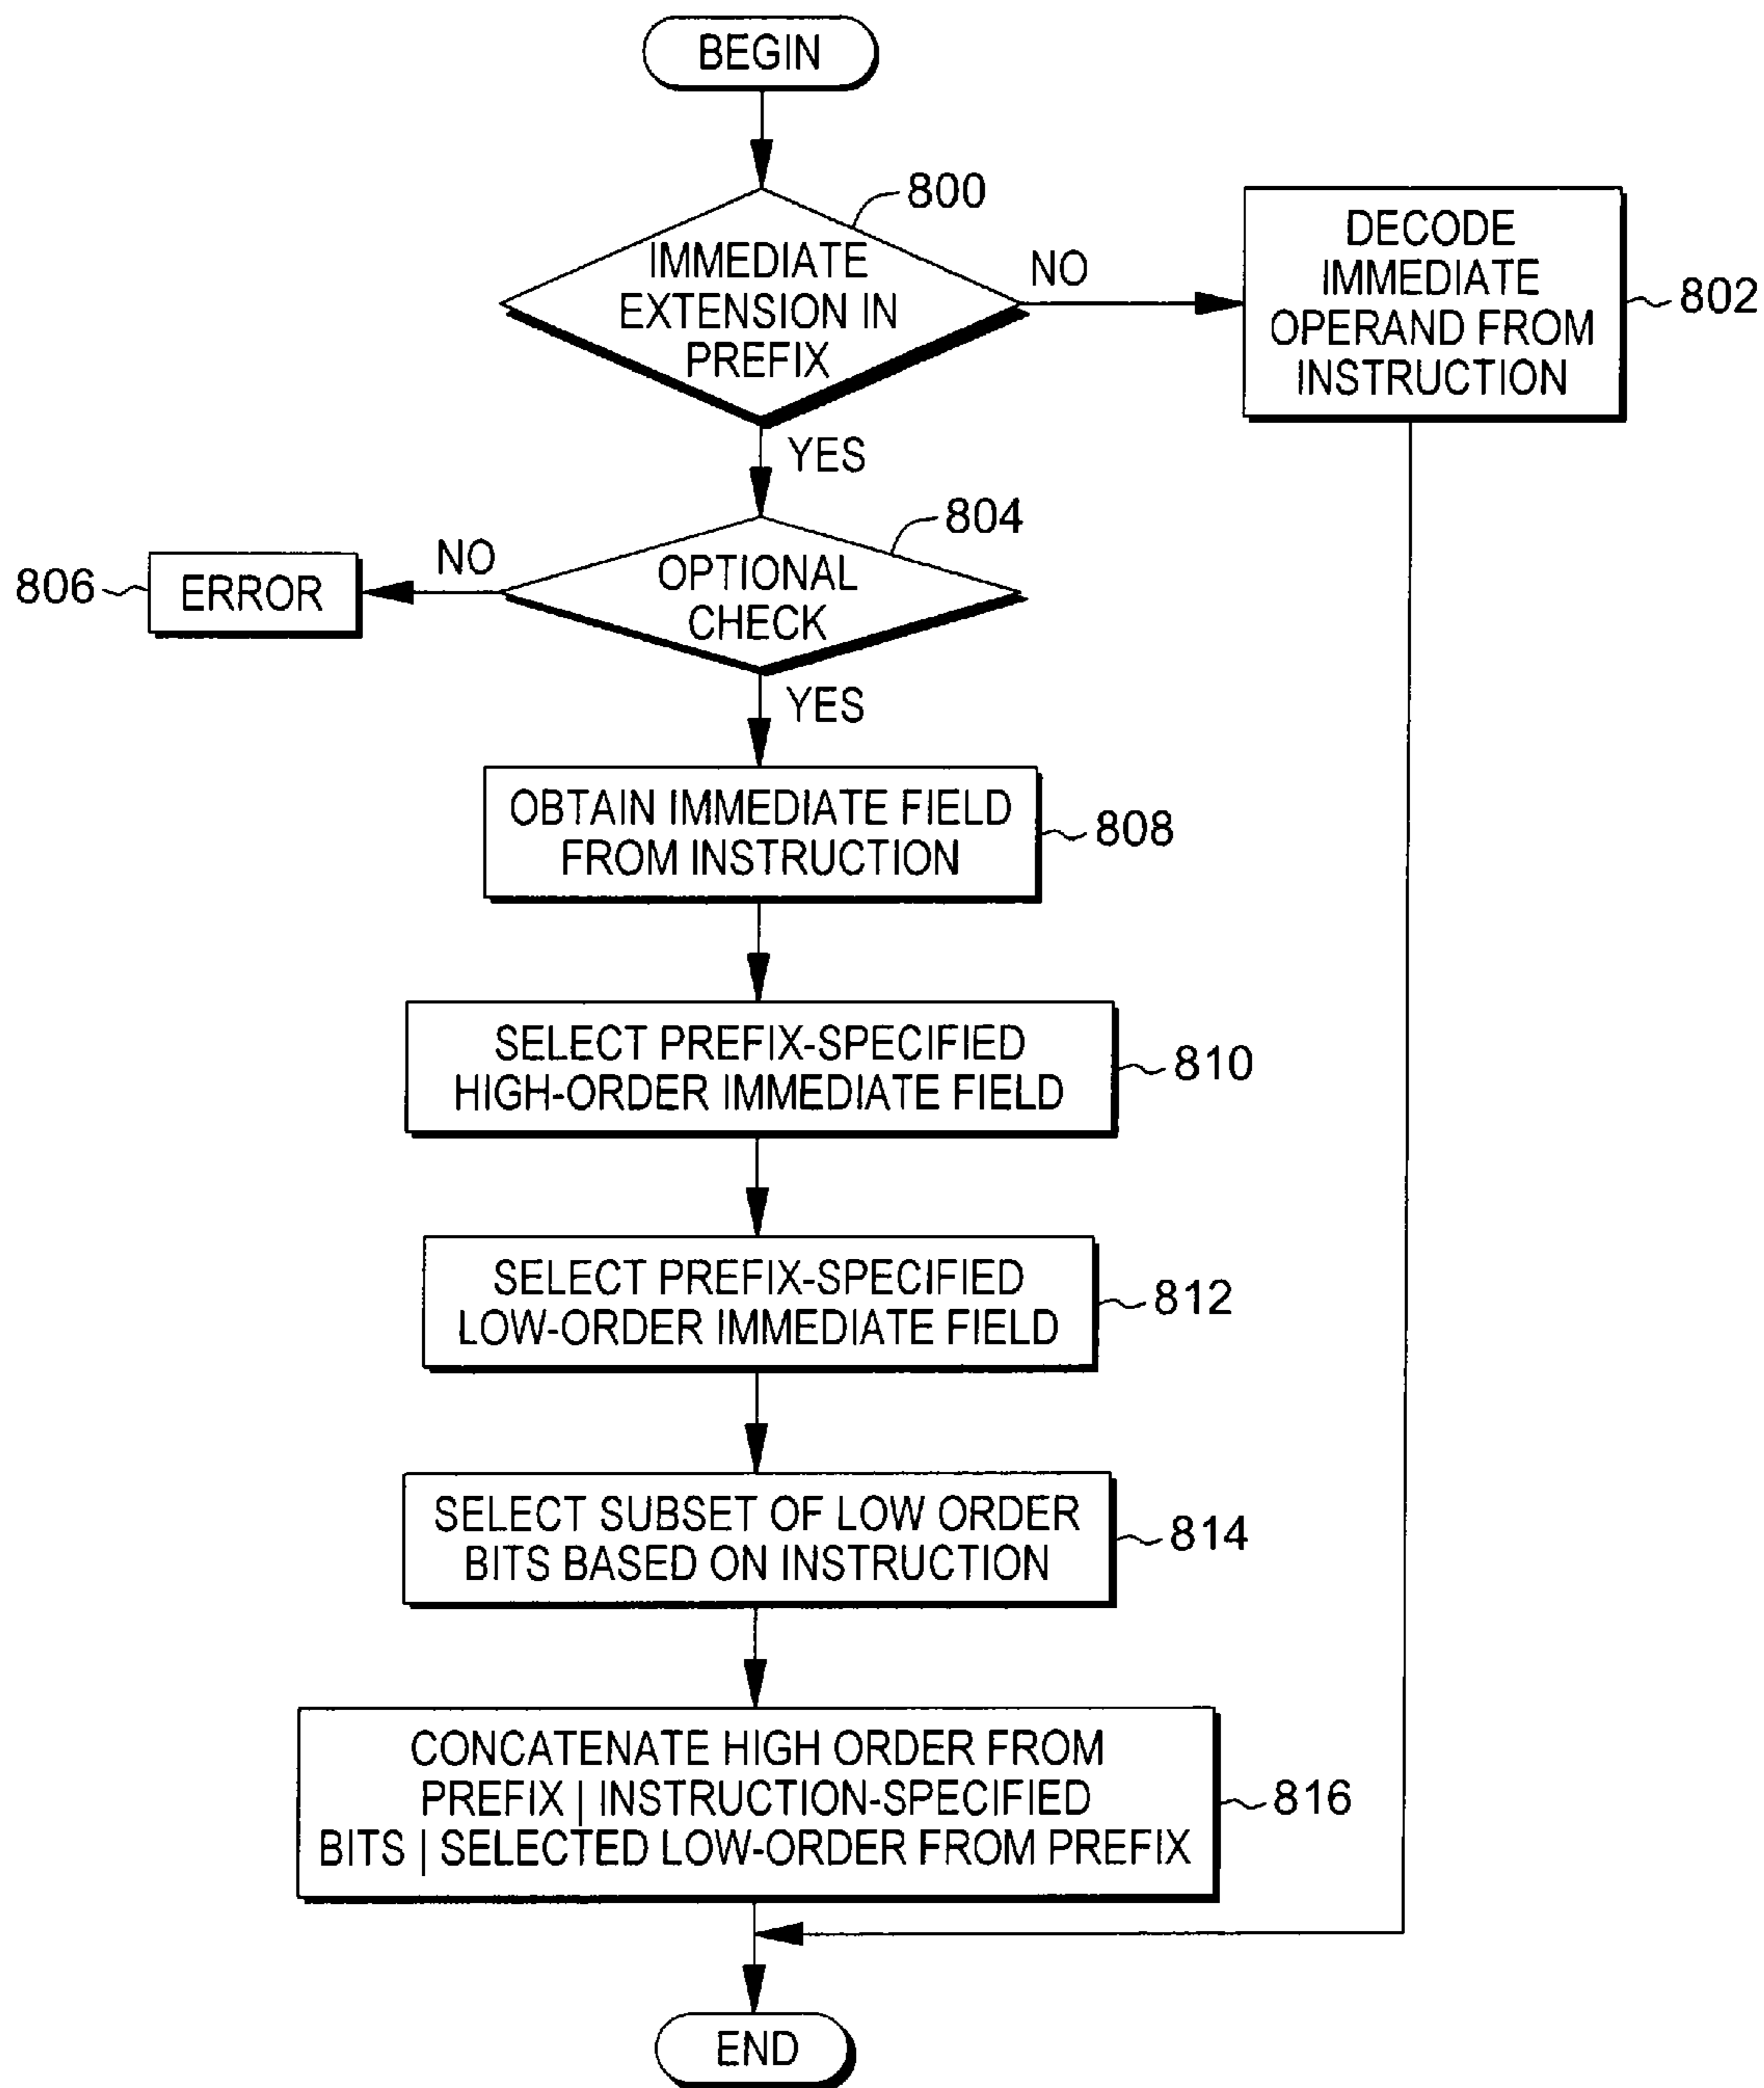 BEGIN
800
IMMEDIATE
EXTENSION IN
PREFIX
NO
DECODE
IMMEDIATE
OPERAND FROM
INSTRUCTION
802
YES
804
OPTIONAL
CHECK
NO
806
ERROR
YES
OBTAIN IMMEDIATE FIELD
FROM INSTRUCTION
808
SELECT PREFIX-SPECIFIED
HIGH-ORDER IMMEDIATE FIELD
810
SELECT PREFIX-SPECIFIED
LOW-ORDER IMMEDIATE FIELD
812
SELECT SUBSET OF LOW ORDER
BITS BASED ON INSTRUCTION
814
CONCATENATE HIGH ORDER FROM
PREFIX | INSTRUCTION-SPECIFIED
BITS | SELECTED LOW-ORDER FROM PREFIX
816
END